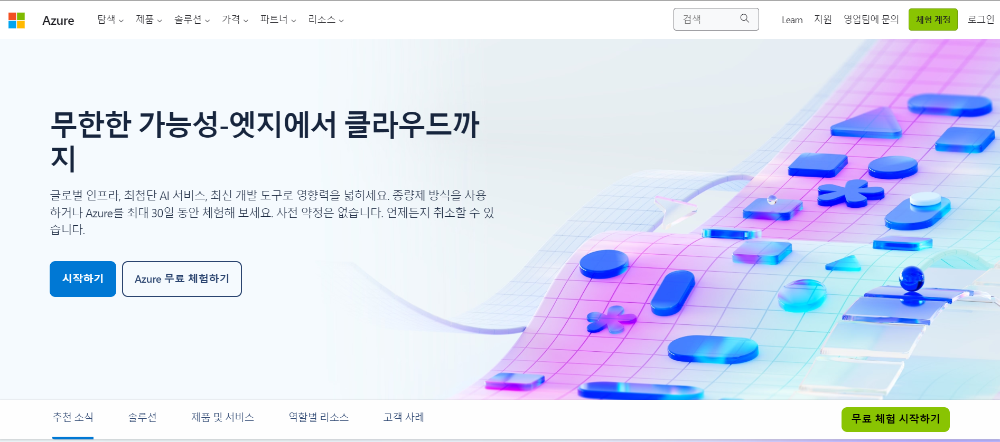 Azure 탐색 제품 솔루션 가격 파트너 리소스 검색 Learn 지원 영업팀에 문의 체험 계정 로그인
무한한 가능성-엣지에서 클라우드까
지
글로벌 인프라, 최첨단 AI 서비스, 최신 개발 도구로 영향력을 넓히세요. 종량제 방식을 사용
하거나 Azure를 최대 30일 동안 체험해 보세요. 사전 약정은 없습니다. 언제든지 취소할 수 있
습니다.
시작하기 Azure 무료 체험하기
추천 소식 솔루션 제품 및 서비스 역할별 리소스 고객 사례 무료 체험 시작하기